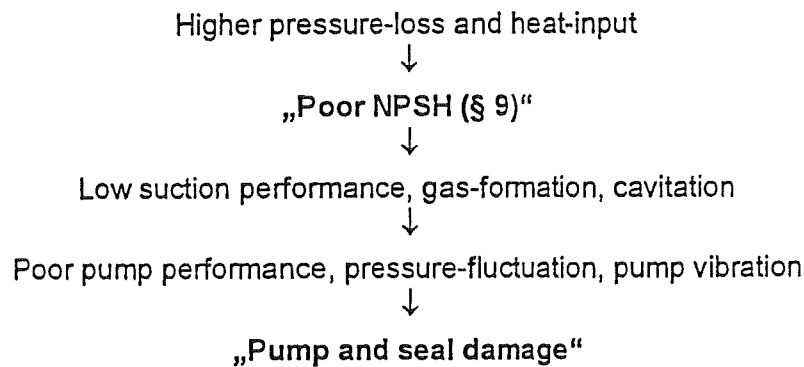 Higher pressure-loss and heat-input
↓
„Poor NPSH (§ 9)“
↓
Low suction performance, gas-formation, cavitation
↓
Poor pump performance, pressure-fluctuation, pump vibration
↓
„Pump and seal damage“